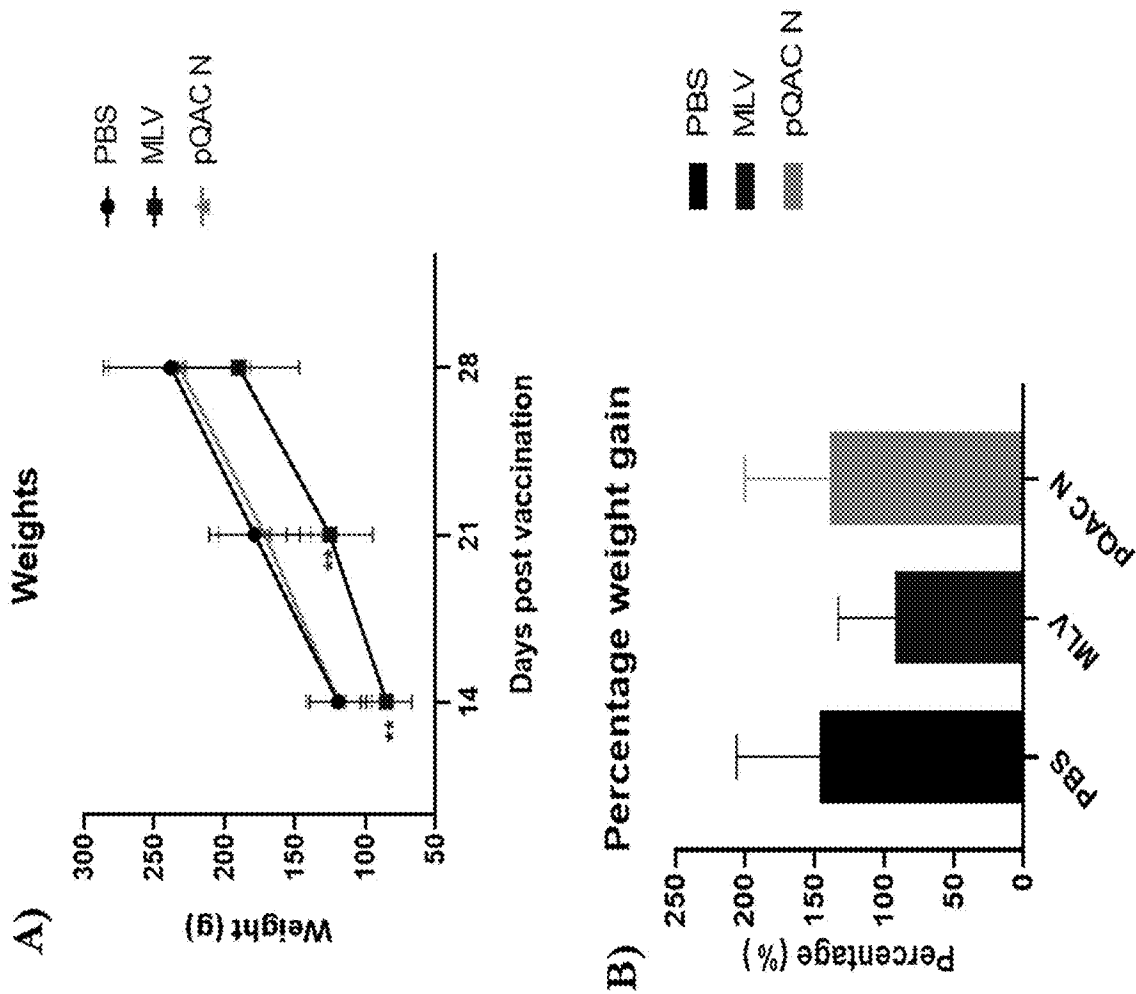 A)
Weights
300
250
200
150
100
50
Weight (g)
**
**
14
21
28
Days post vaccination
PBS
MLV
pQAC N
B)
Percentage weight gain
250
200
150
100
50
0
Percentage (%)
PBS
MLV
pQAC N
PBS
MLV
pQAC N